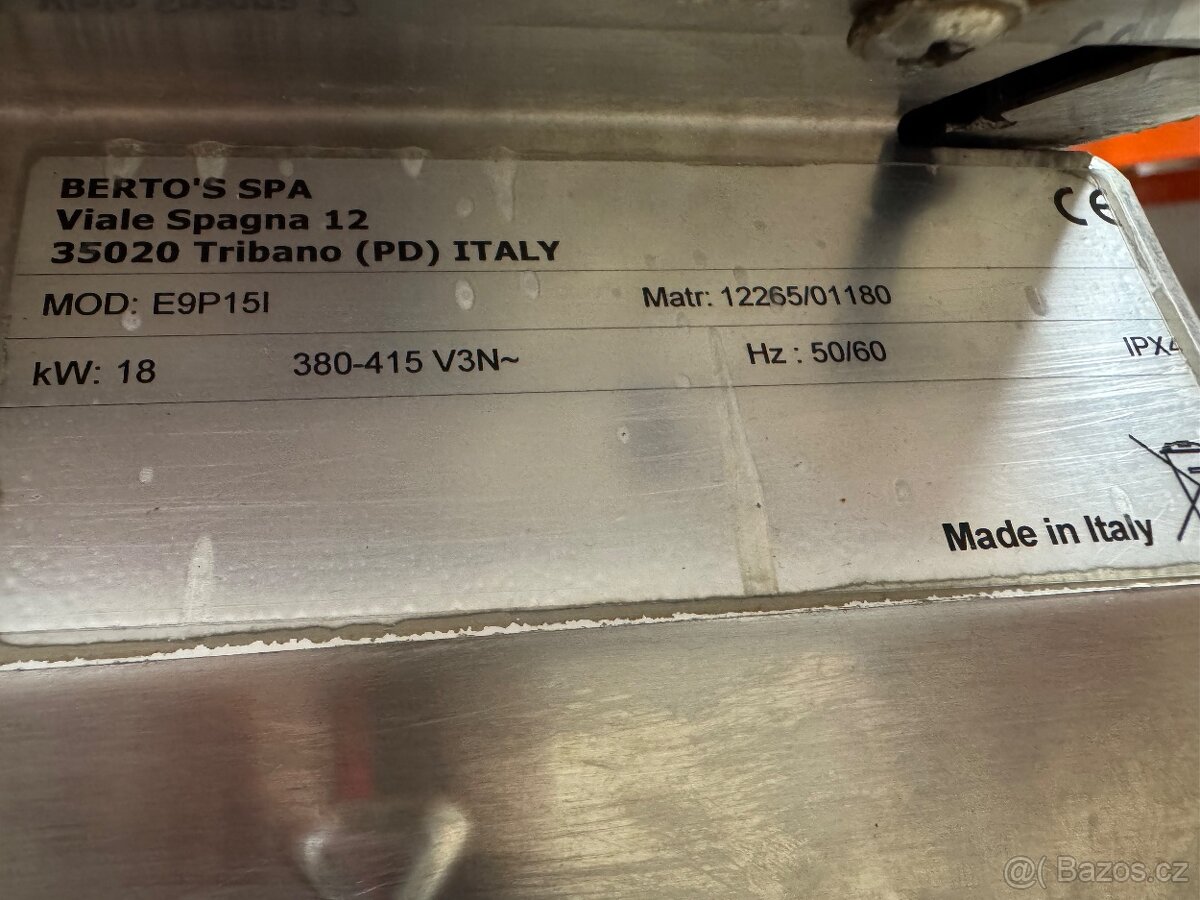 BERTO'S SPA
Viale Spagna 12
35020 Tribano (PD) ITALY
CE
MOD: E9P15I Matr: 12265/01180
kW: 18 380-415 V3N~ Hz : 50/60 IPX4
Made in Italy
@( Bazos.cz